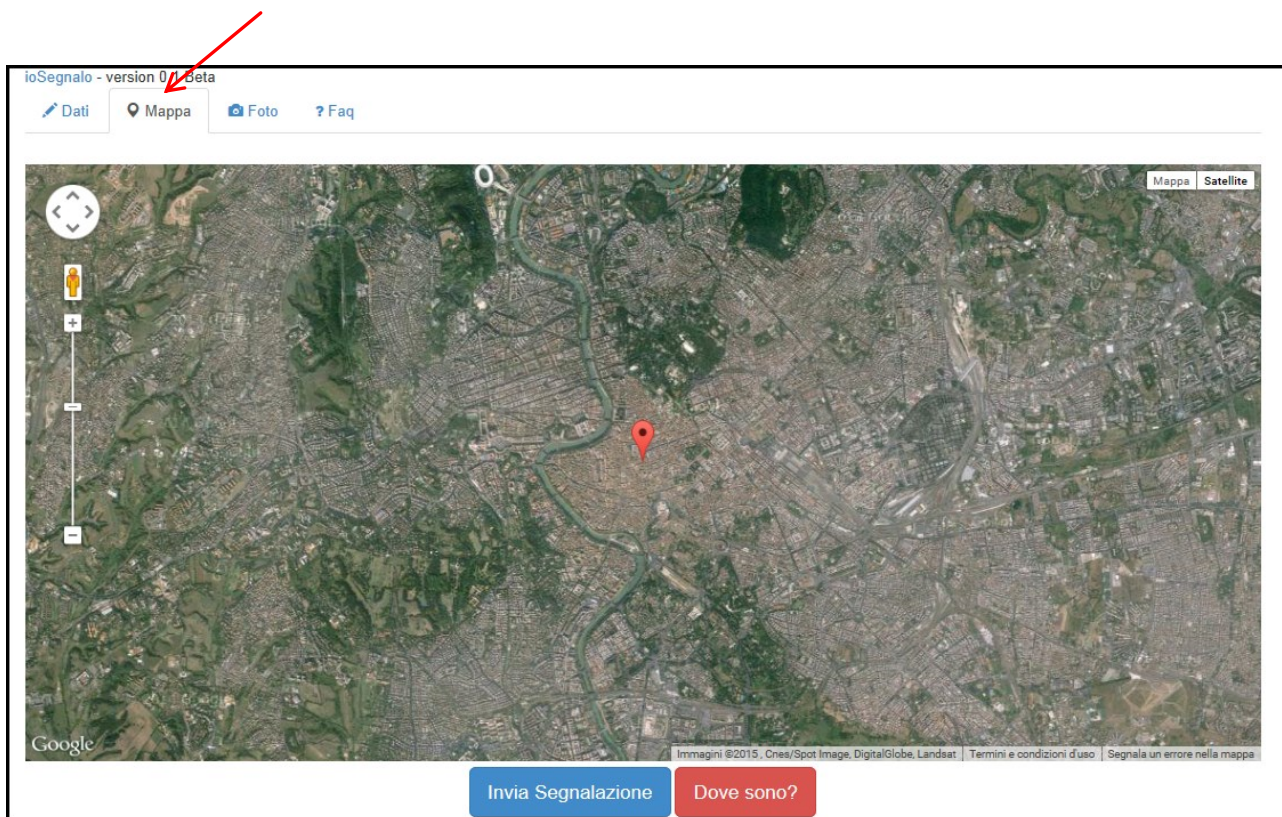 ioSegnalo - version 0.1 Beta
Dati Mappa Foto ? Faq
Mappa Satellite
Google
Immagini ©2015 , Cnes/Spot Image, DigitalGlobe, Landsat Termini e condizioni d'uso Segnala un errore nella mappa
Invia Segnalazione Dove sono?